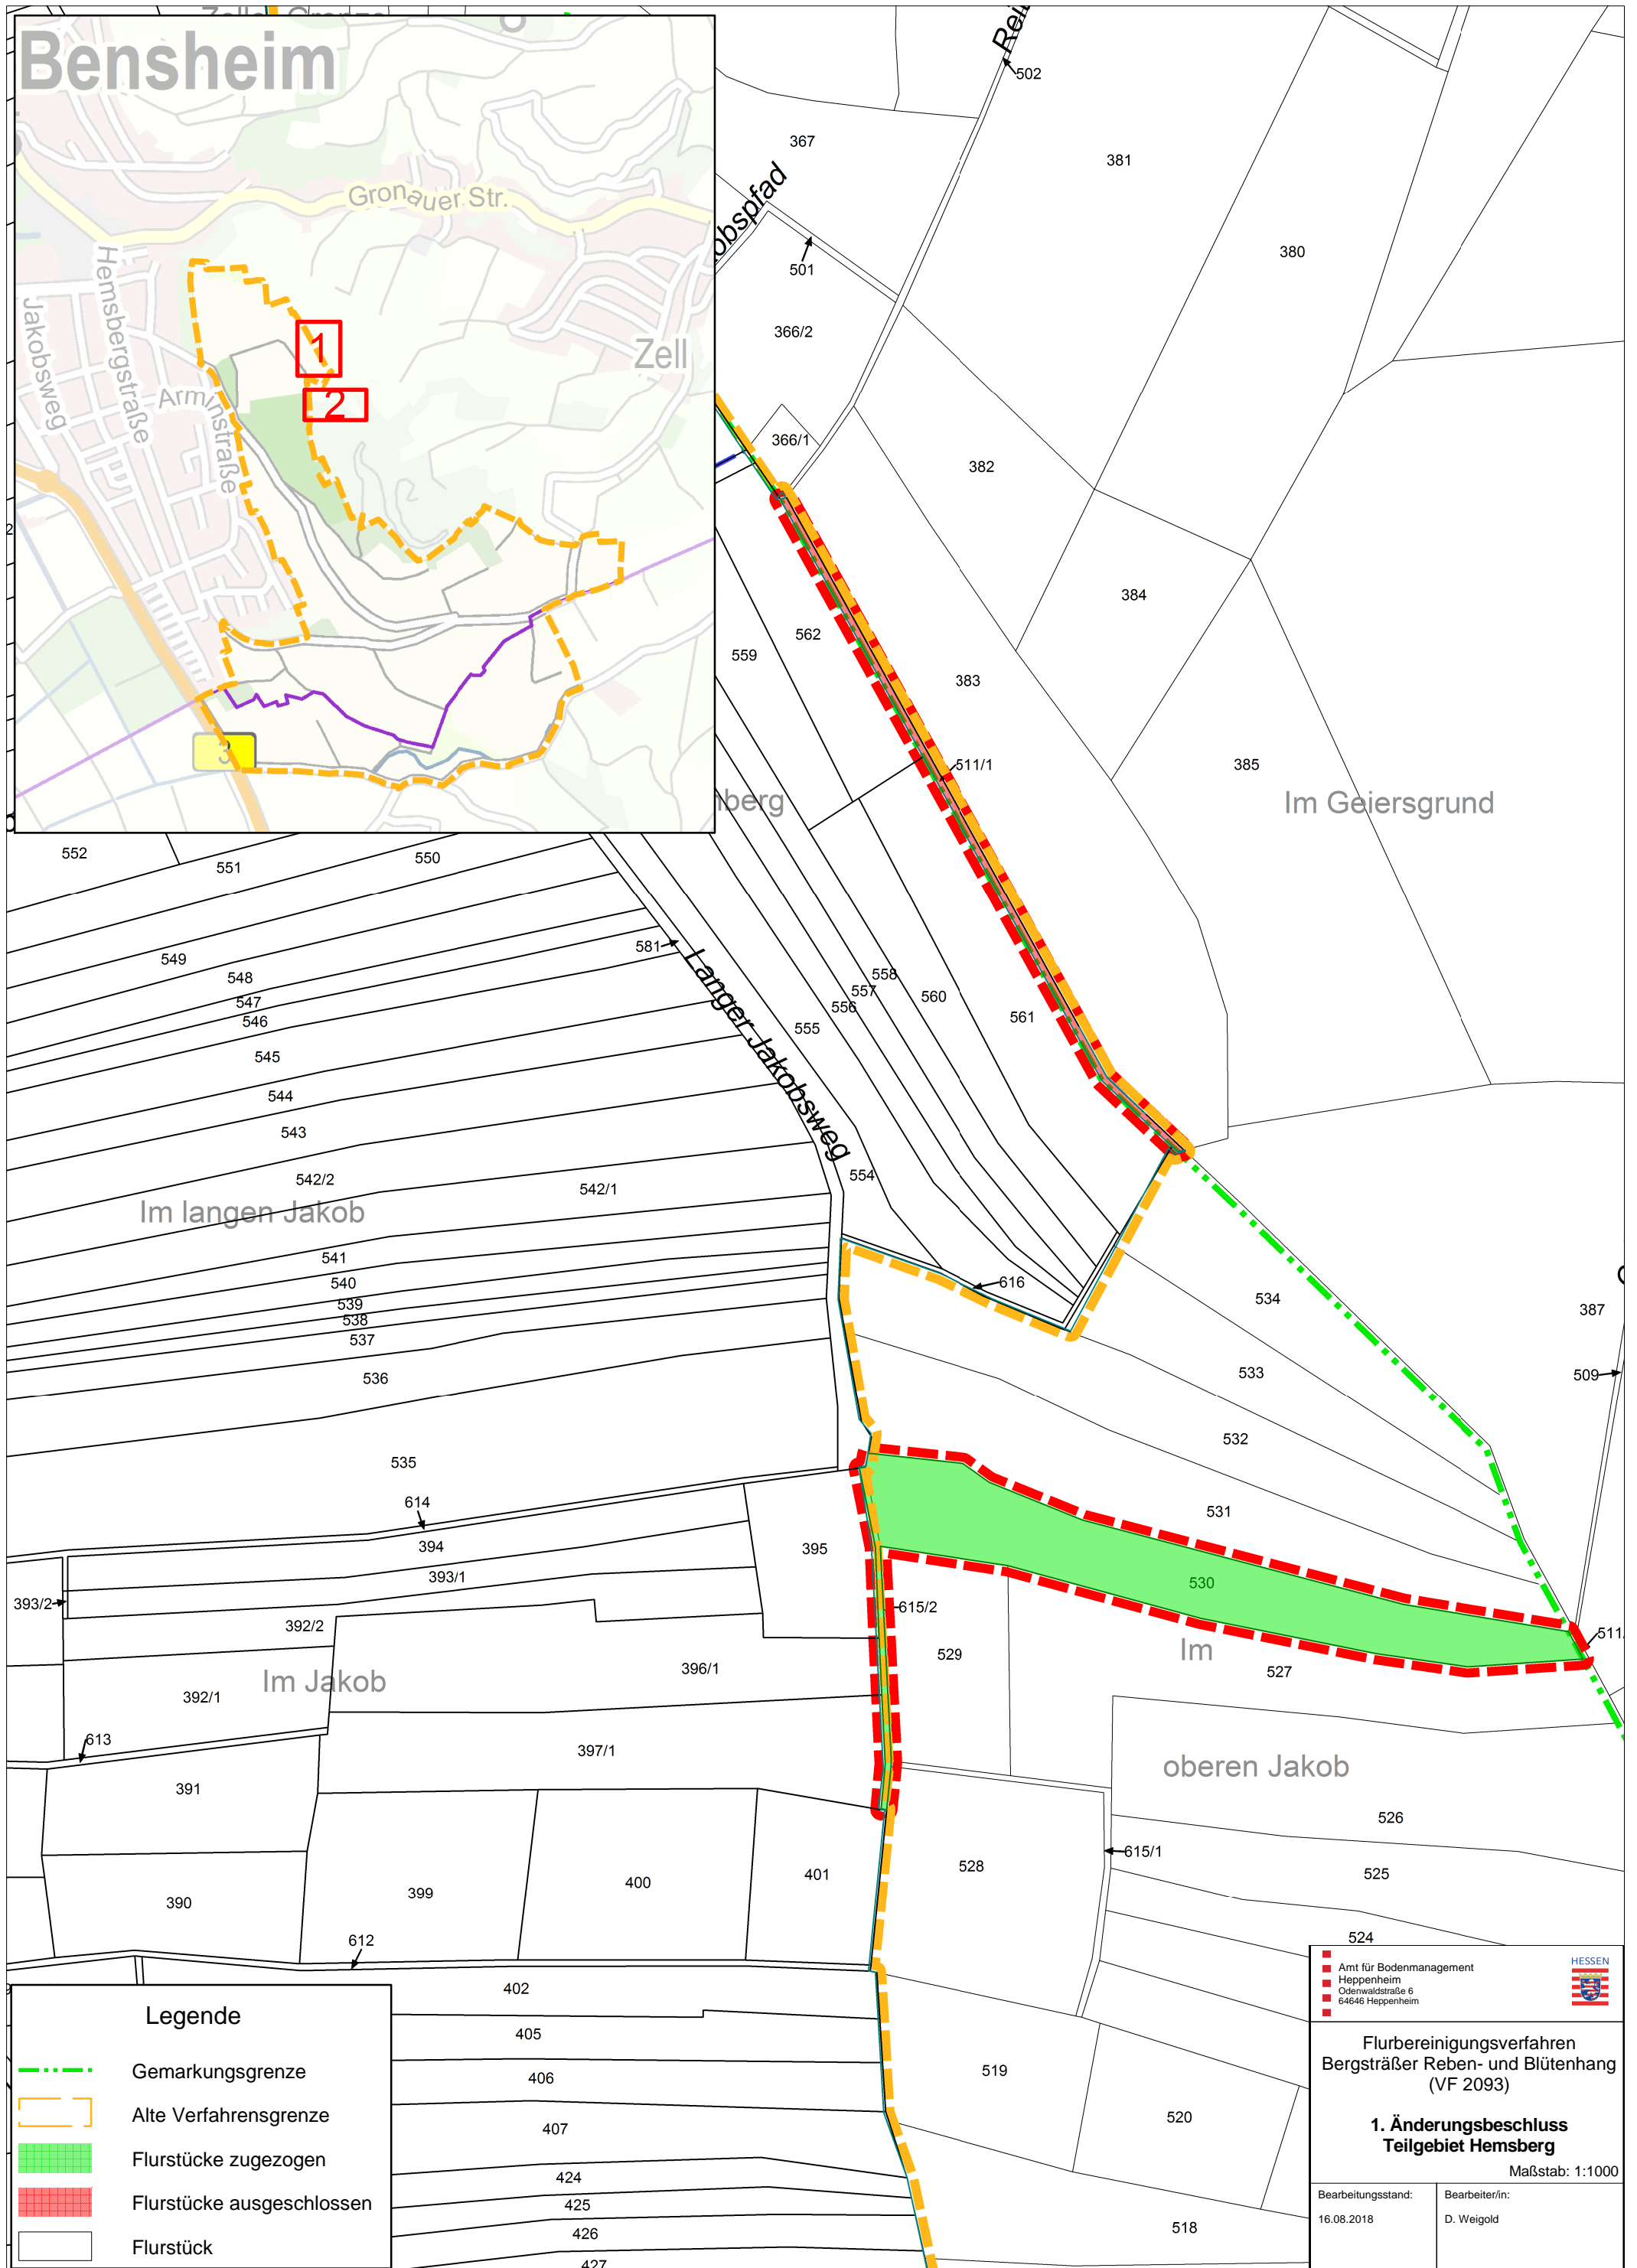 Bensheim
Gronauer Str.
Hemsbergstraße
Jakobsweg
Arminstraße
Zell
1
2
3
502
367
381
380
501
366/2
366/1
382
384
562
559
383
511/1
385
Im Geiersgrund
552
551
550
549
548
547
546
545
544
543
542/2
542/1
Im langen Jakob
581
Langer Jakobsweg
558
557
556
555
560
561
554
541
540
539
538
537
536
535
616
534
387
533
509
532
531
530
614
394
395
393/1
393/2
392/2
615/2
529
Im
527
396/1
Im Jakob
392/1
613
397/1
391
oberen Jakob
526
615/1
528
525
401
400
399
390
524
612
402
405
406
407
424
425
426
427
519
520
518
Legende
Gemarkungsgrenze
Alte Verfahrensgrenze
Flurstücke zugezogen
Flurstücke ausgeschlossen
Flurstück
Amt für Bodenmanagement
Heppenheim
Odenwaldstraße 6
64646 Heppenheim
HESSEN
Flurbereinigungsverfahren
Bergsträßer Reben- und Blütenhang
(VF 2093)
1. Änderungsbeschluss
Teilgebiet Hemsberg
Maßstab: 1:1000
Bearbeitungsstand:
16.08.2018
Bearbeiter/in:
D. Weigold